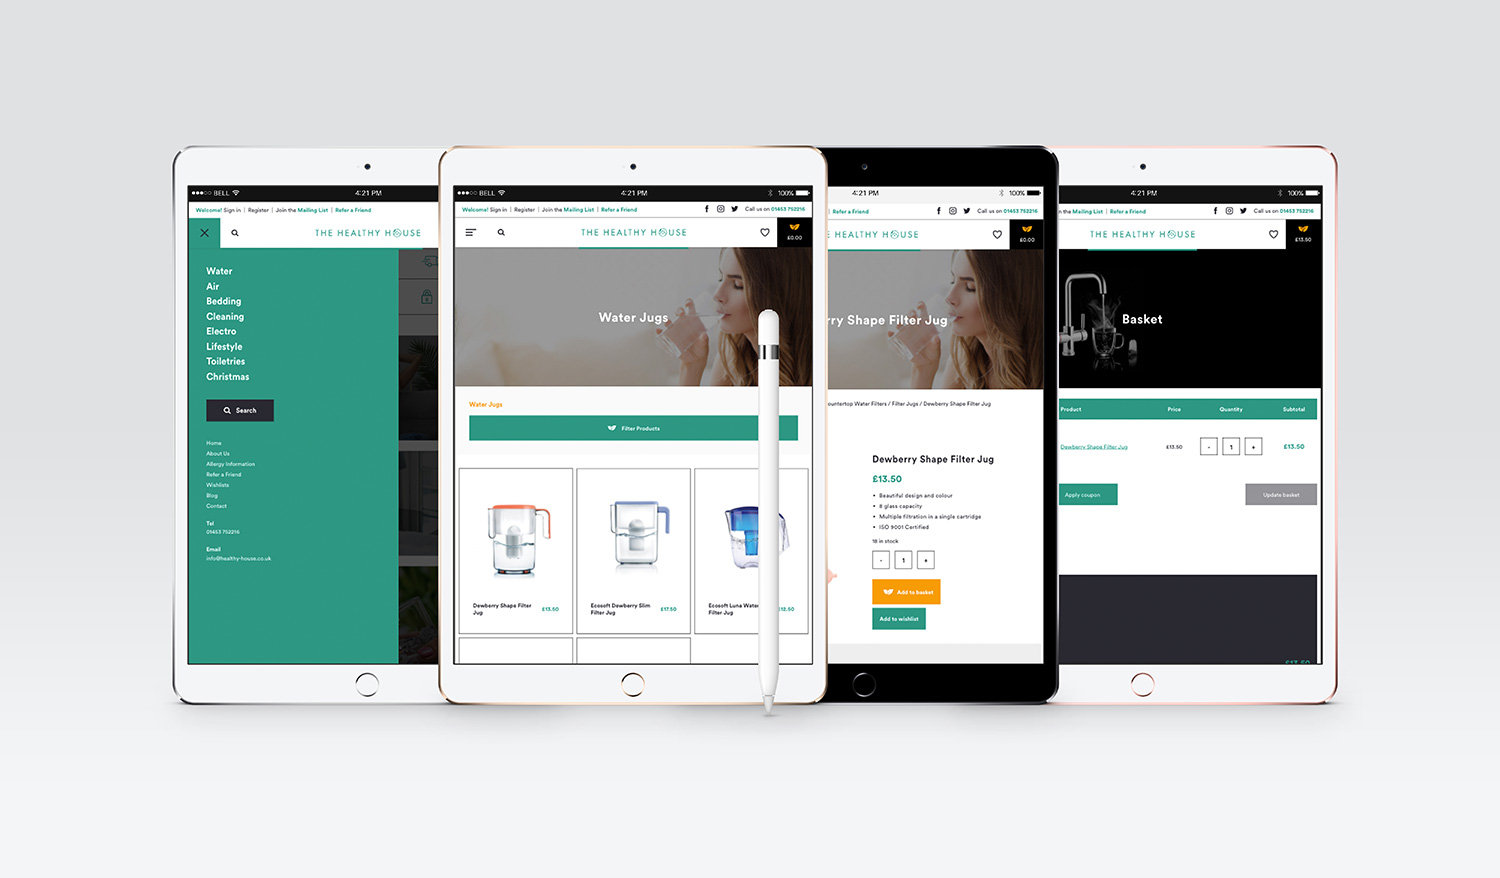 ●●●○○ BELL 4:21 PM
Welcome! Sign in | Register | Join the Mailing List | Refer a Friend
THE HEALTHY HOUSE
Water
Air
Bedding
Cleaning
Electro
Lifestyle
Toiletries
Christmas
Search
Home
About Us
Allergy Information
Refer a Friend
Wishlists
Blog
Contact
Tel
01453 752216
Email
info@healthy-house.co.uk
●●●○○ BELL 4:21 PM 100%
Welcome! Sign in | Register | Join the Mailing List | Refer a Friend Call us on 01453 752216
THE HEALTHY HOUSE £0.00
Water Jugs
Water Jugs
Filter Products
Dewberry Shape Filter
Jug
£13.50
Ecosoft Dewberry Slim
Filter Jug
£17.50
Ecosoft Luna Water
Filter Jug
£12.50
4:21 PM 100%
| Refer a Friend Call us on 01453 752216
E HEALTHY HOUSE £0.00
rry Shape Filter Jug
ountertop Water Filters / Filter Jugs / Dewberry Shape Filter Jug
Dewberry Shape Filter Jug
£13.50
• Beautiful design and colour
• 8 glass capacity
• Multiple filtration in a single cartridge
• ISO 9001 Certified
18 in stock
- 1 +
Add to basket
Add to wishlist
4:21 PM 100%
n the Mailing List | Refer a Friend Call us on 01453 752216
THE HEALTHY HOUSE £13.50
Basket
Product Price Quantity Subtotal
Dewberry Shape Filter Jug £13.50 - 1 + £13.50
Apply coupon Update basket
£13.50